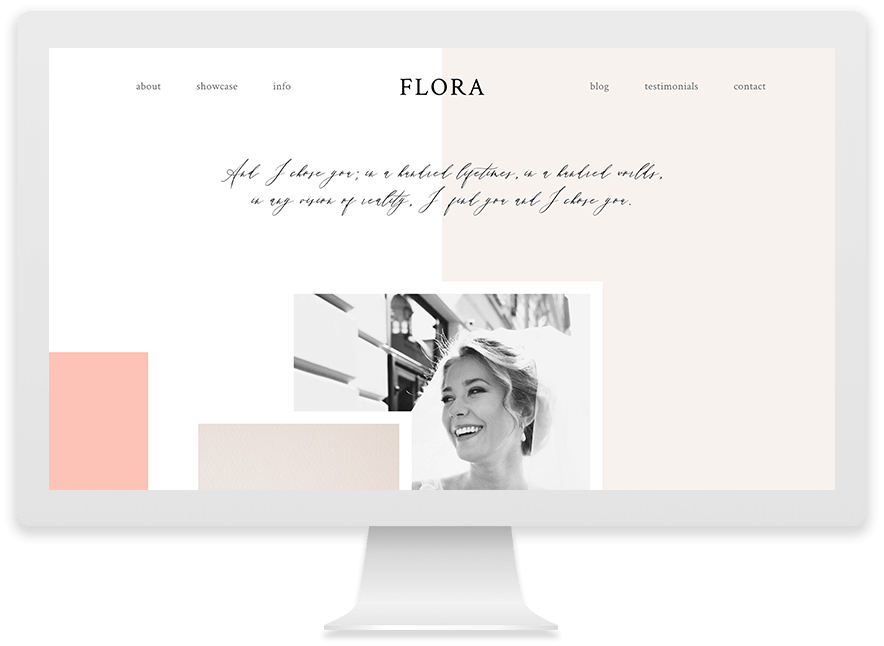 about showcase info FLORA blog testimonials contact
And I chose you; in a hundred lifetimes, in a hundred worlds,
in any vision of reality, I find you and I chose you.